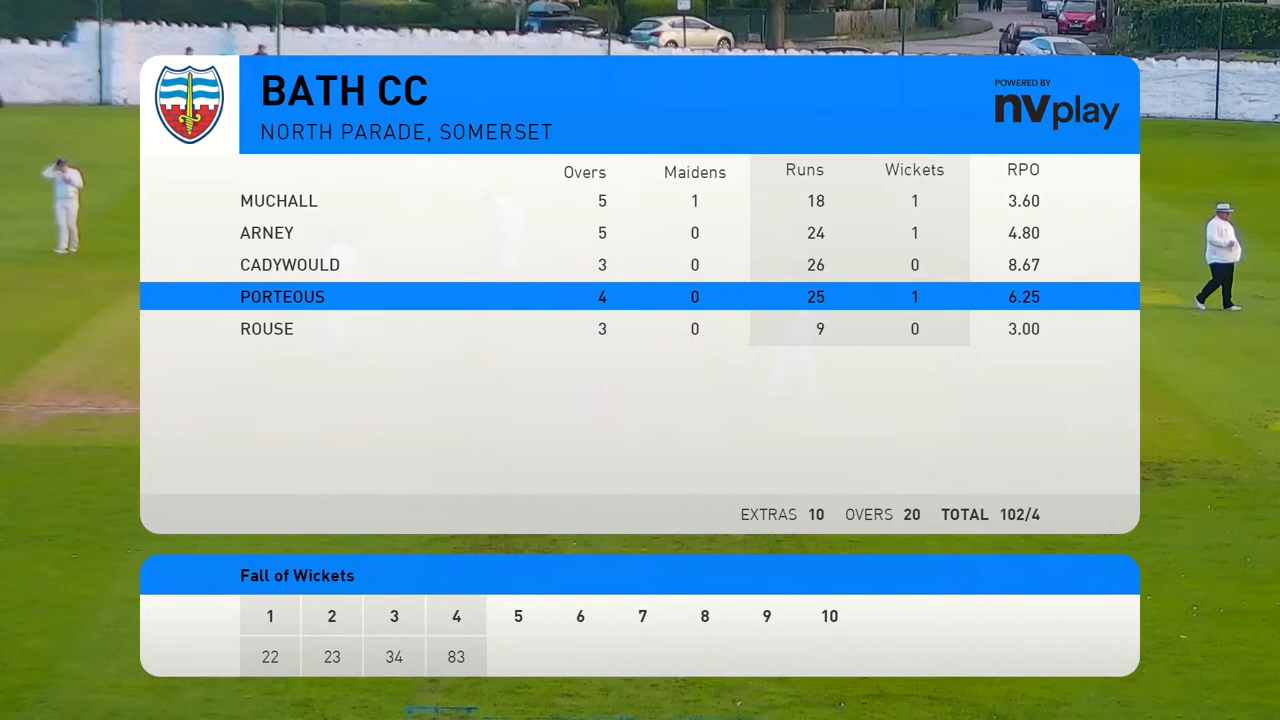 BATH CC
NORTH PARADE, SOMERSET
POWERED BY
nvplay
Overs Maidens Runs Wickets RPO
MUCHALL 5 1 18 1 3.60
ARNEY 5 0 24 1 4.80
CADYWOULD 3 0 26 0 8.67
PORTEOUS 4 0 25 1 6.25
ROUSE 3 0 9 0 3.00
EXTRAS 10 OVERS 20 TOTAL 102/4
Fall of Wickets
1 2 3 4 5 6 7 8 9 10
22 23 34 83